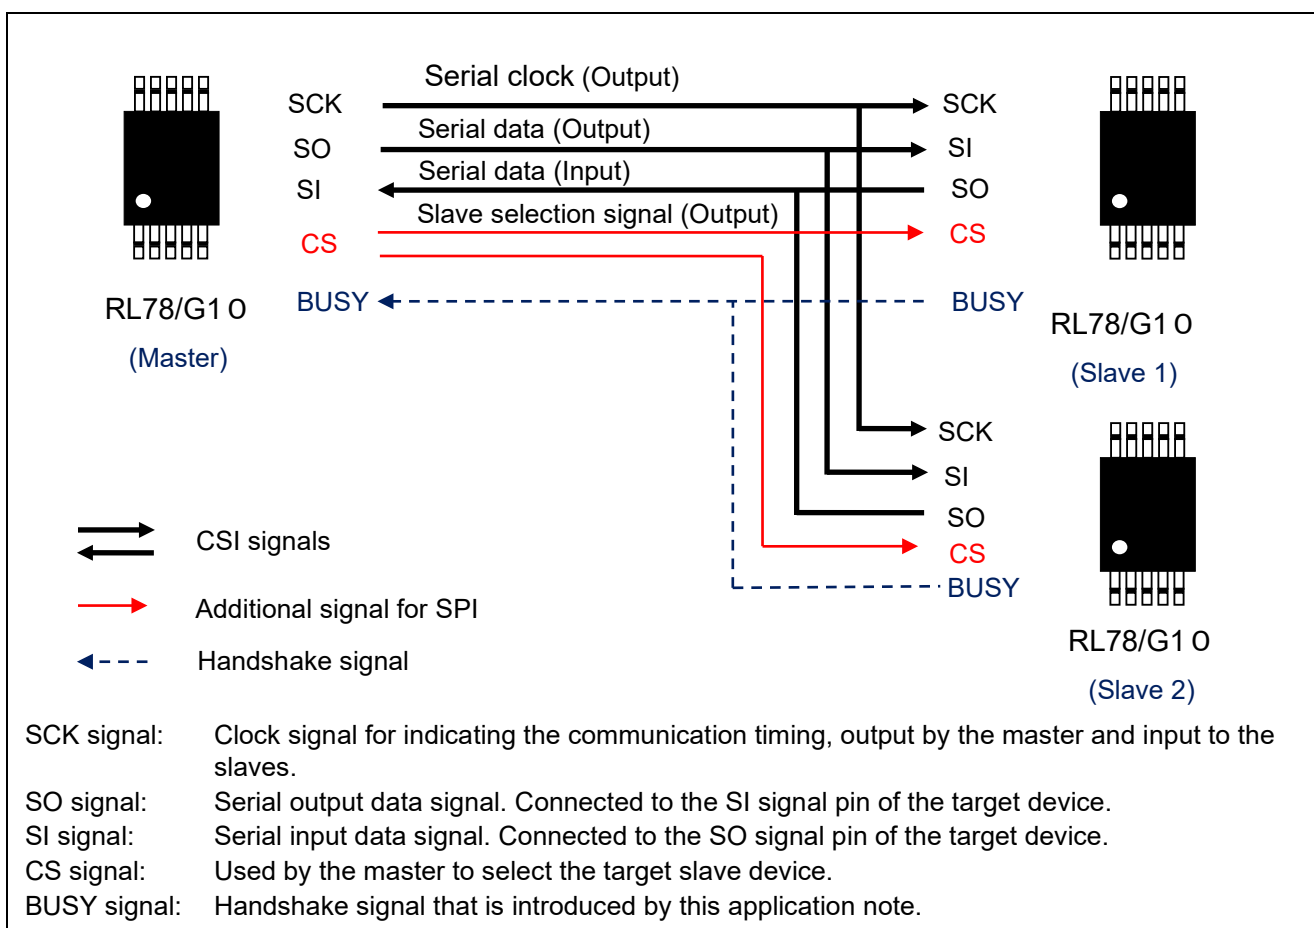 Serial clock (Output)
SCK
SCK
Serial data (Output)
SO
SI
Serial data (Input)
SI
SO
Slave selection signal (Output)
CS
CS
BUSY
BUSY
RL78/G1０
(Master)
RL78/G1０
(Slave 1)
SCK
SI
SO
CS
BUSY
CSI signals
Additional signal for SPI
Handshake signal
RL78/G1０
(Slave 2)
SCK signal: Clock signal for indicating the communication timing, output by the master and input to the
slaves.
SO signal: Serial output data signal. Connected to the SI signal pin of the target device.
SI signal: Serial input data signal. Connected to the SO signal pin of the target device.
CS signal: Used by the master to select the target slave device.
BUSY signal: Handshake signal that is introduced by this application note.